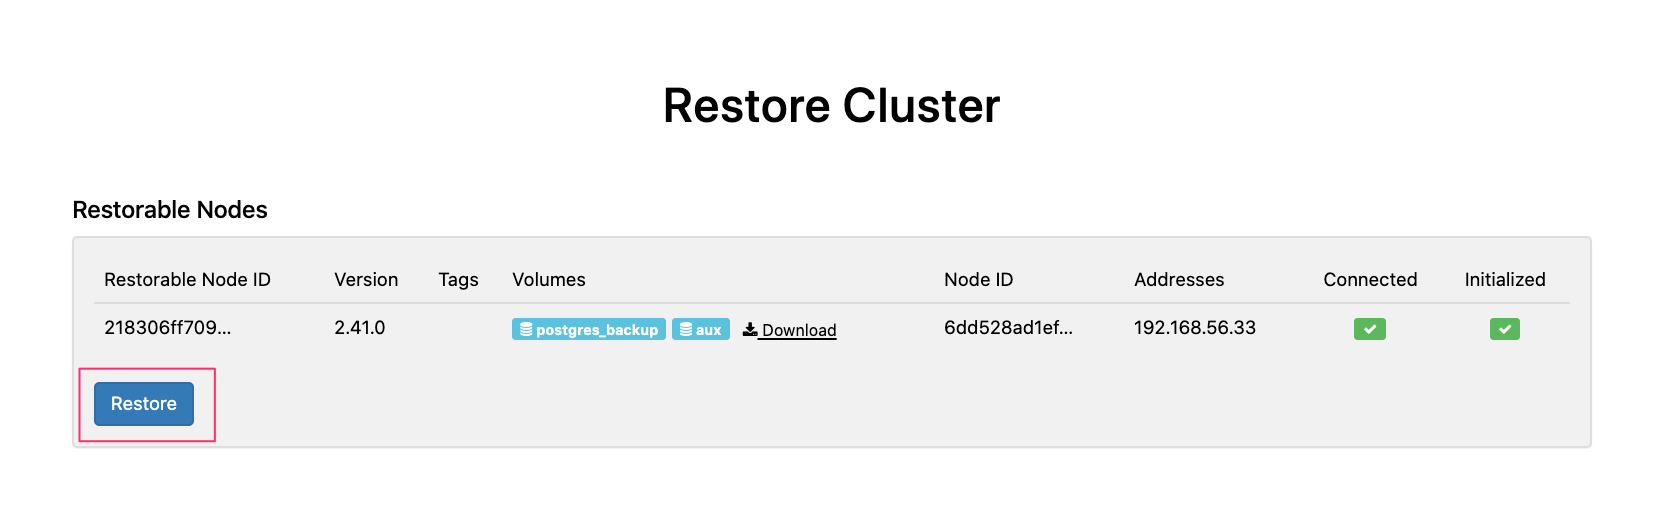 Restore Cluster
Restorable Nodes
Restorable Node ID Version Tags Volumes Node ID Addresses Connected Initialized
218306ff709... 2.41.0 postgres_backup aux Download 6dd528ad1ef... 192.168.56.33
Restore